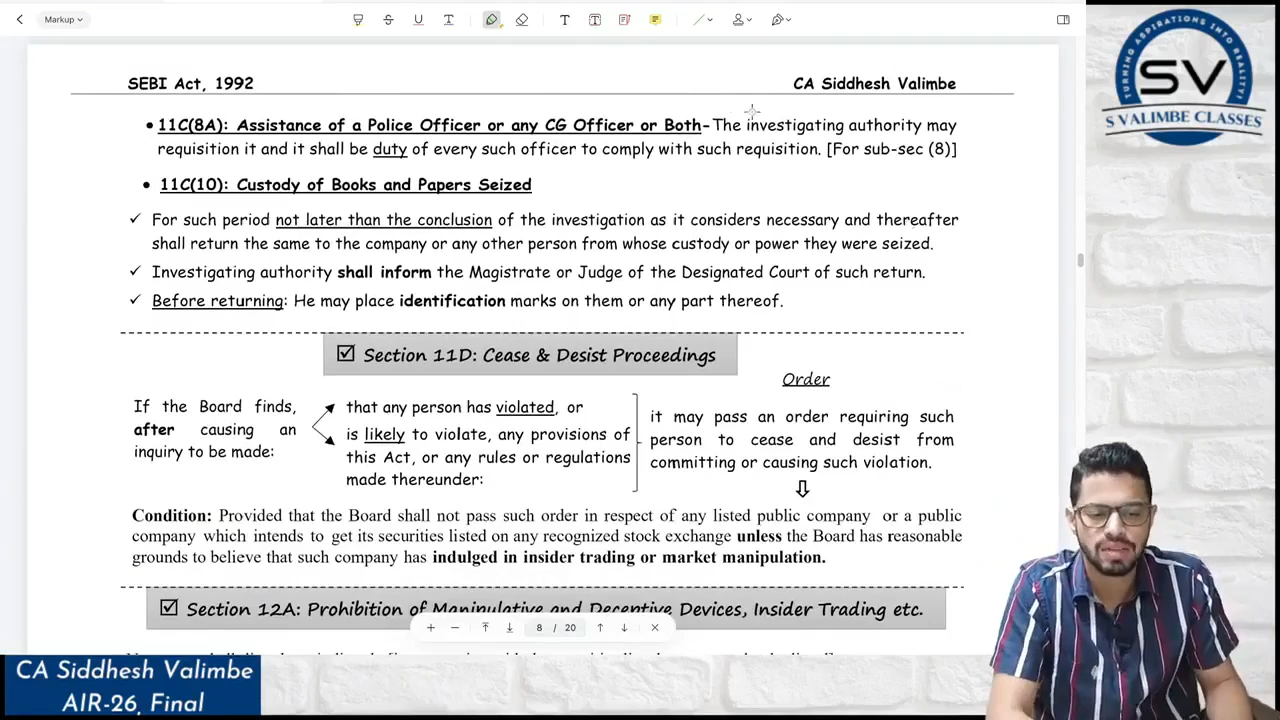 Markup
SEBI Act, 1992
CA Siddhesh Valimbe
• 11C(8A): Assistance of a Police Officer or any CG Officer or Both- The investigating authority may
requisition it and it shall be duty of every such officer to comply with such requisition. [For sub-sec (8)]
• 11C(10): Custody of Books and Papers Seized
✓ For such period not later than the conclusion of the investigation as it considers necessary and thereafter
shall return the same to the company or any other person from whose custody or power they were seized.
✓ Investigating authority shall inform the Magistrate or Judge of the Designated Court of such return.
✓ Before returning: He may place identification marks on them or any part thereof.
☑ Section 11D: Cease & Desist Proceedings
If the Board finds,
after causing an
inquiry to be made:
that any person has violated, or
is likely to violate, any provisions of
this Act, or any rules or regulations
made thereunder:
Order
it may pass an order requiring such
person to cease and desist from
committing or causing such violation.
Condition: Provided that the Board shall not pass such order in respect of any listed public company or a public
company which intends to get its securities listed on any recognized stock exchange unless the Board has reasonable
grounds to believe that such company has indulged in insider trading or market manipulation.
☑ Section 12A: Prohibition of Manipulative and Deceptive Devices, Insider Trading etc.
8 / 20
TURNING ASPIRATIONS INTO REALITY!
SV
S VALIMBE CLASSES
CA Siddhesh Valimbe
AIR-26, Final